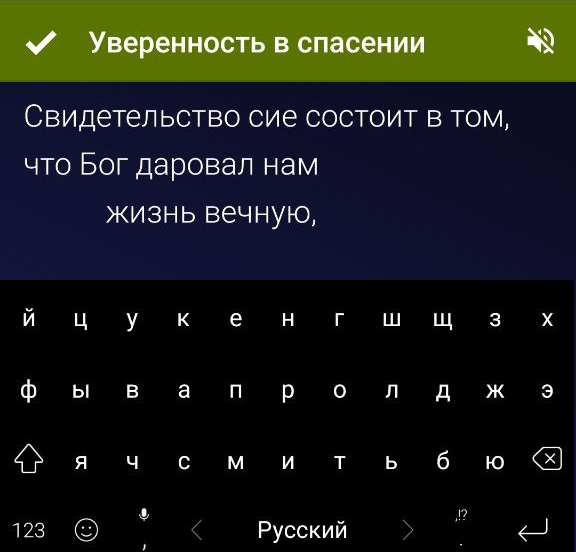 Уверенность в спасении
Свидетельство сие состоит в том,
что Бог даровал нам
жизнь вечную,
й ц у к е н г ш щ з х
ф ы в а п р о л д ж э
я ч с м и т ь б ю
,!?
123 , Русский .